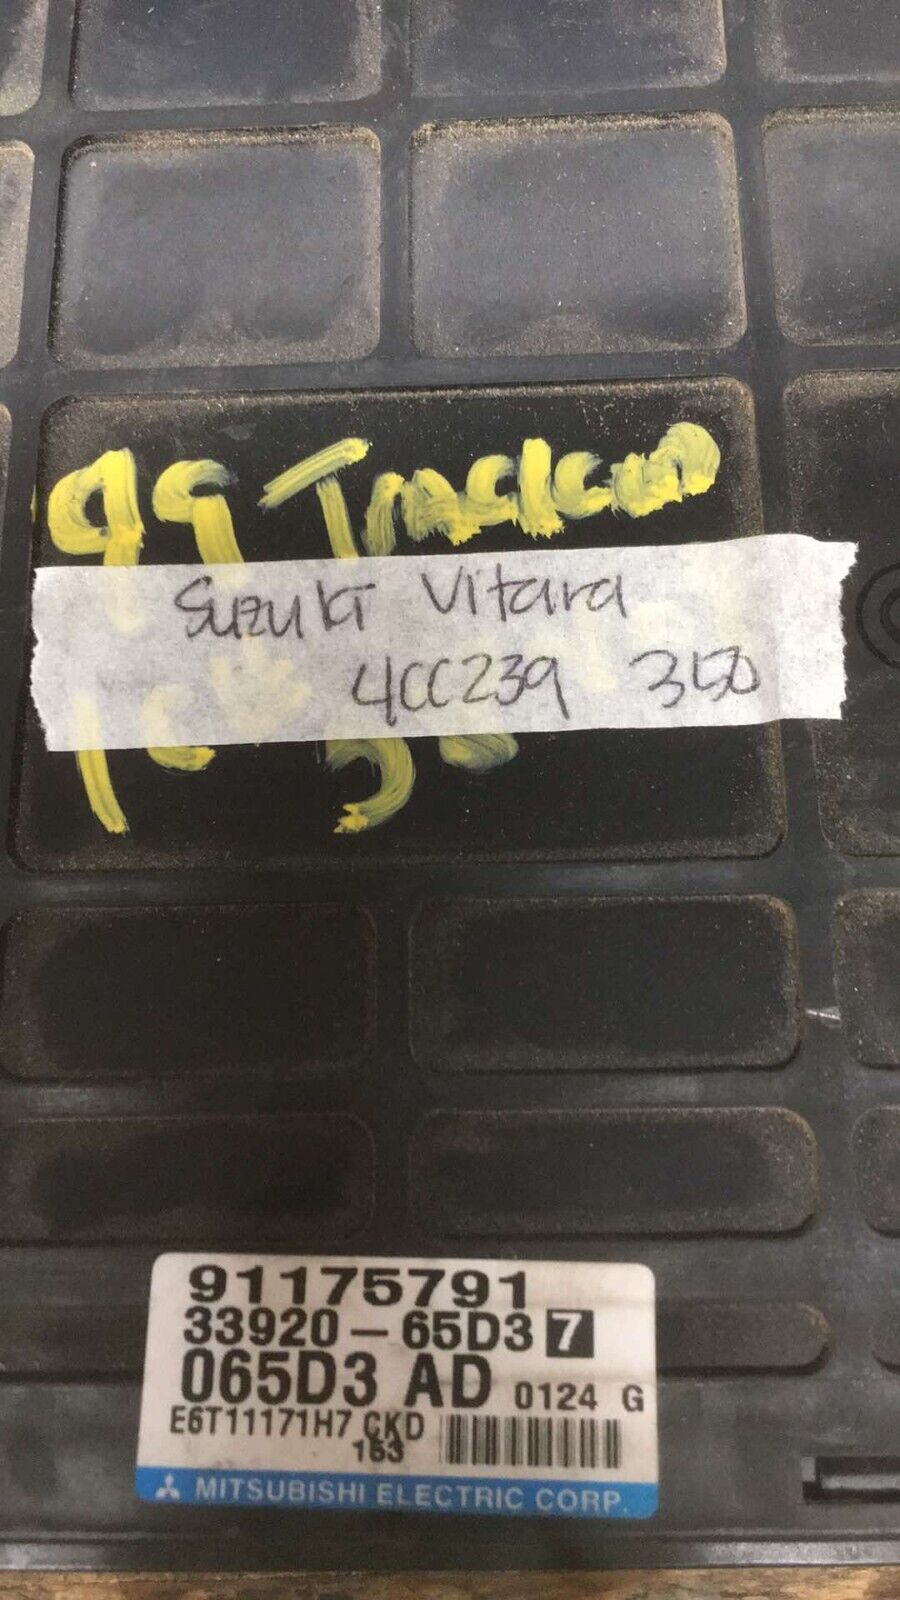 99 Tracker
Suzuki Vitara
4CC239 350
91175791
33920-65D3 7
065D3 AD 0124 G
E6T11171H7 CKD
153
MITSUBISHI ELECTRIC CORP.